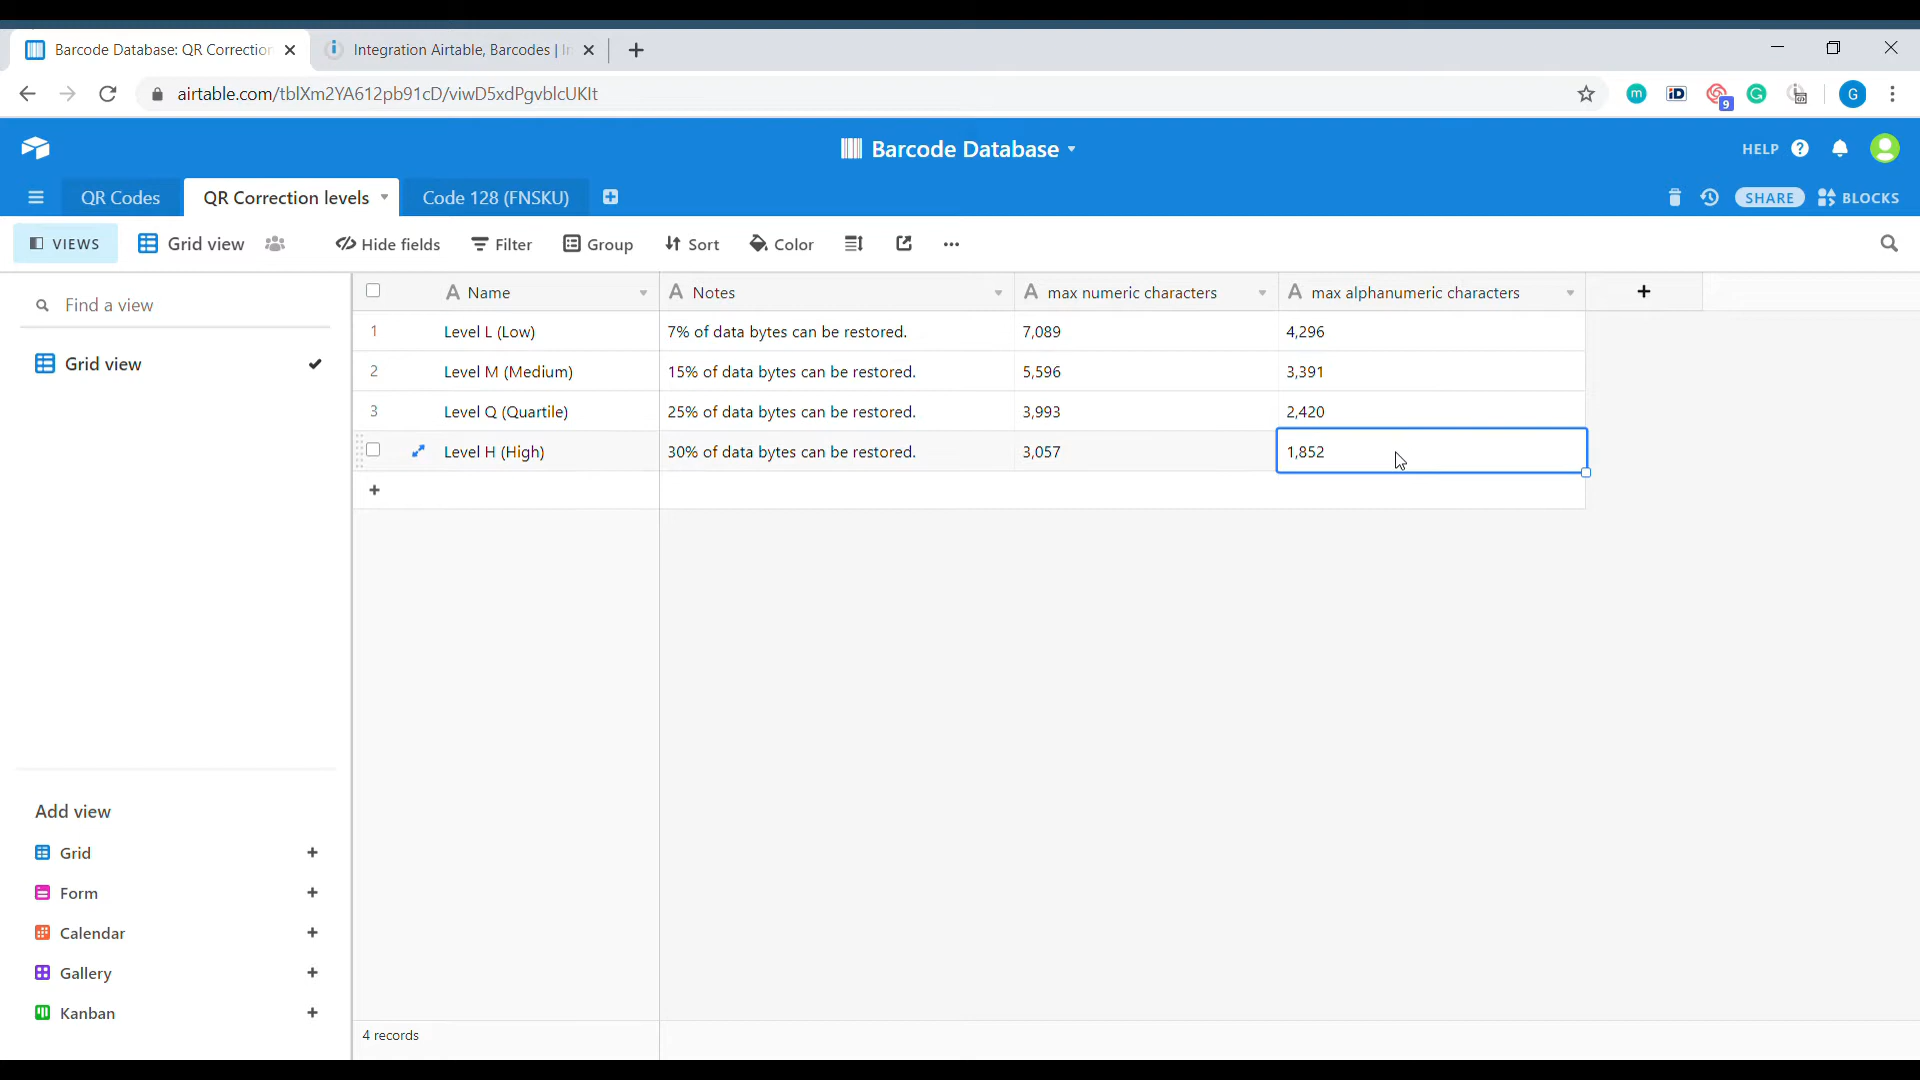 Barcode Database: QR Correction
Integration Airtable, Barcodes | In
airtable.com/tblXm2YA612pb91cD/viwD5xdPgvblcUKIt
m
iD
9
G
G
Barcode Database
HELP ?
QR Codes
QR Correction levels
Code 128 (FNSKU)
SHARE
BLOCKS
VIEWS
Grid view
Hide fields
Filter
Group
Sort
Color
Find a view
Grid view
A Name
A Notes
A max numeric characters
A max alphanumeric characters
1 Level L (Low) 7% of data bytes can be restored. 7,089 4,296
2 Level M (Medium) 15% of data bytes can be restored. 5,596 3,391
3 Level Q (Quartile) 25% of data bytes can be restored. 3,993 2,420
Level H (High) 30% of data bytes can be restored. 3,057 1,852
Add view
Grid
Form
Calendar
Gallery
Kanban
4 records